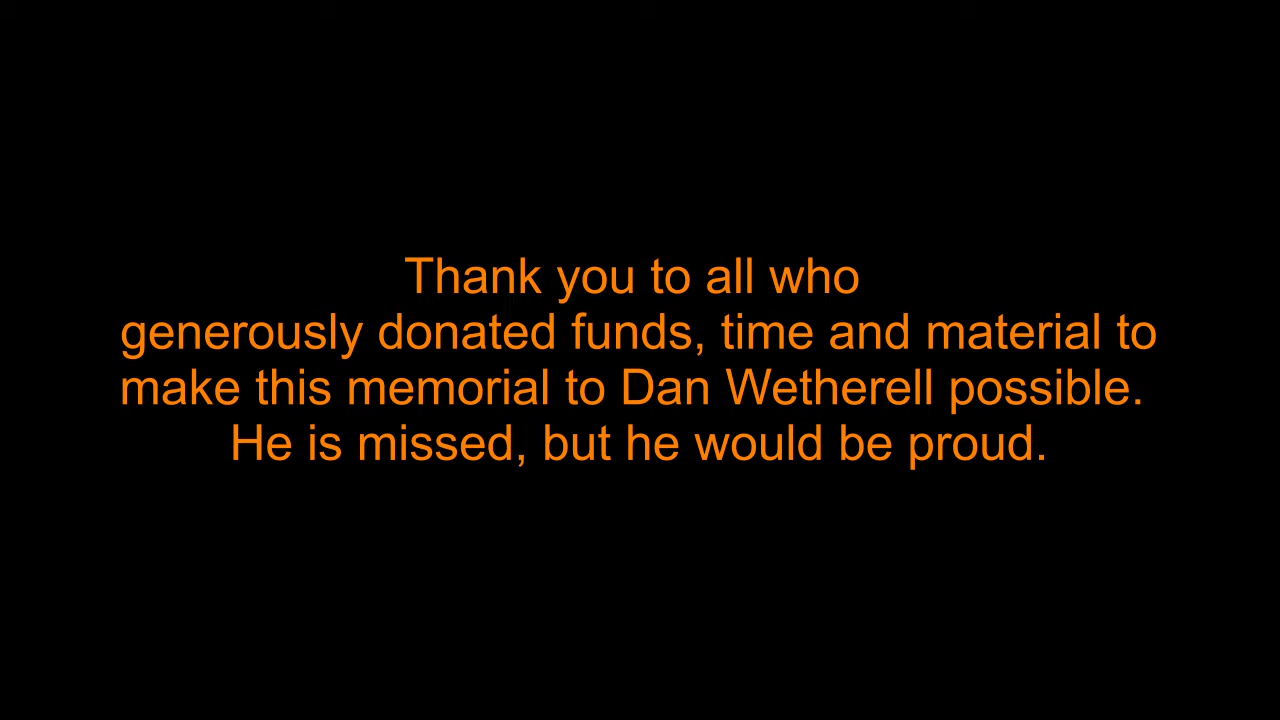 Thank you to all who
generously donated funds, time and material to
make this memorial to Dan Wetherell possible.
He is missed, but he would be proud.